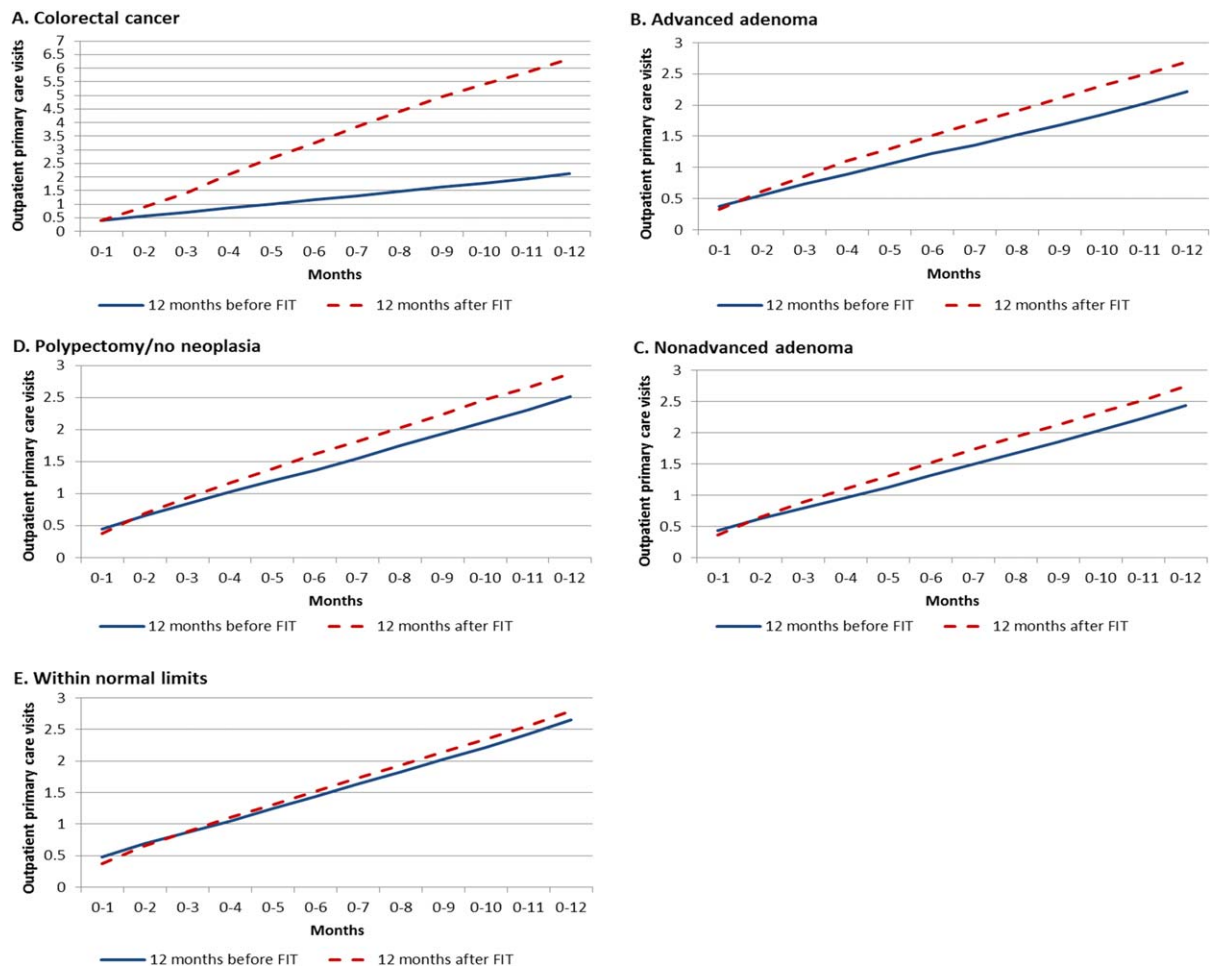 A. Colorectal cancer
Outpatient primary care visits
7
6.5
6
5.5
5
4.5
4
3.5
3
2.5
2
1.5
1
0.5
0
0-1 0-2 0-3 0-4 0-5 0-6 0-7 0-8 0-9 0-10 0-11 0-12
Months
12 months before FIT 12 months after FIT
B. Advanced adenoma
Outpatient primary care visits
3
2.5
2
1.5
1
0.5
0
0-1 0-2 0-3 0-4 0-5 0-6 0-7 0-8 0-9 0-10 0-11 0-12
Months
12 months before FIT 12 months after FIT
D. Polypectomy/no neoplasia
Outpatient primary care visits
3
2.5
2
1.5
1
0.5
0
0-1 0-2 0-3 0-4 0-5 0-6 0-7 0-8 0-9 0-10 0-11 0-12
Months
12 months before FIT 12 months after FIT
C. Nonadvanced adenoma
Outpatient primary care visits
3
2.5
2
1.5
1
0.5
0
0-1 0-2 0-3 0-4 0-5 0-6 0-7 0-8 0-9 0-10 0-11 0-12
Months
12 months before FIT 12 months after FIT
E. Within normal limits
Outpatient primary care visits
3
2.5
2
1.5
1
0.5
0
0-1 0-2 0-3 0-4 0-5 0-6 0-7 0-8 0-9 0-10 0-11 0-12
Months
12 months before FIT 12 months after FIT